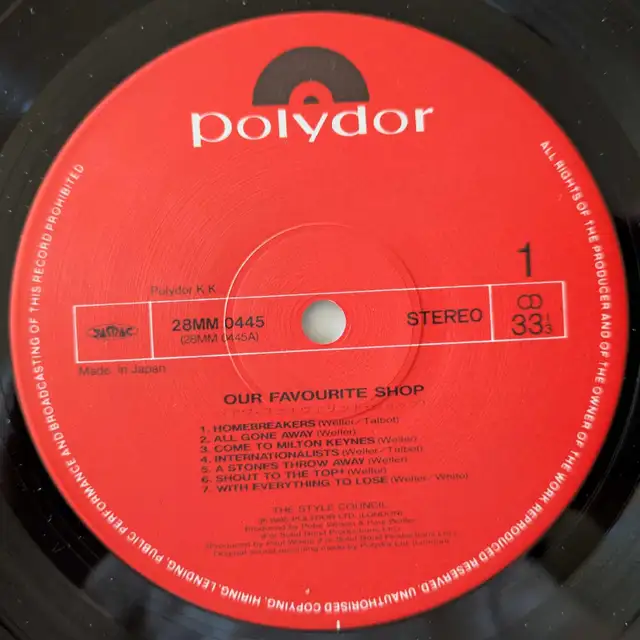 polydor
1
Polydor K.K.
JASRAC
28MM 0445
(28MM 0445A)
STEREO
33 1/3
Made in Japan
OUR FAVOURITE SHOP
1. HOMEBREAKERS (Weller/Talbot)
2. ALL GONE AWAY (Weller)
3. COME TO MILTON KEYNES (Weller)
4. INTERNATIONALISTS (Weller/Talbot)
5. A STONES THROW AWAY (Weller)
6. SHOUT TO THE TOP+ (Weller)
7. WITH EVERYTHING TO LOSE (Weller/White)
THE STYLE COUNCIL
ALL RIGHTS OF THE PRODUCER AND OF THE OWNER OF THE WORK REPRODUCED RESERVED. UNAUTHORISED COPYING, HIRING, LENDING, PUBLIC PERFORMANCE AND BROADCASTING OF THIS RECORD PROHIBITED